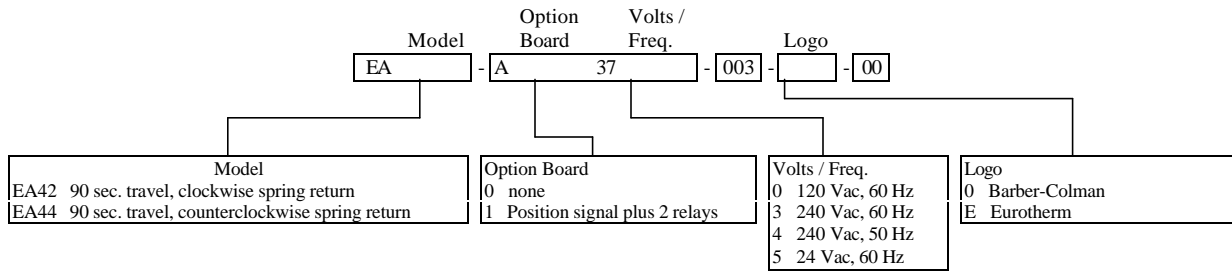 Option Volts /
Model Board Freq. Logo
EA - A 37 - 003 - - 00
Model
EA42 90 sec. travel, clockwise spring return
EA44 90 sec. travel, counterclockwise spring return
Option Board
0 none
1 Position signal plus 2 relays
Volts / Freq.
0 120 Vac, 60 Hz
3 240 Vac, 60 Hz
4 240 Vac, 50 Hz
5 24 Vac, 60 Hz
Logo
0 Barber-Colman
E Eurotherm